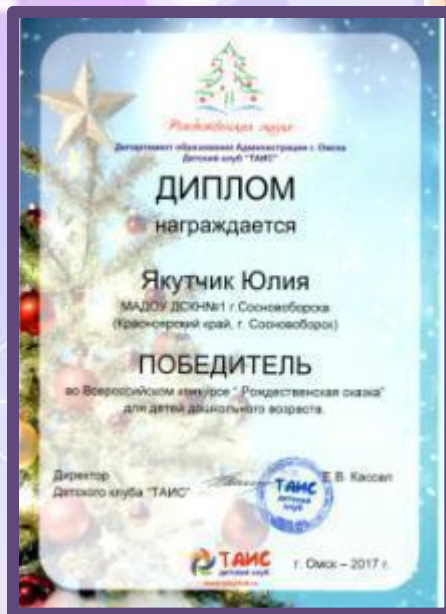 Рождественская сказка
Департамент образования Администрации г. Омска
Детский клуб "ТАИС"
ДИПЛОМ
награждается
Якутчик Юлия
МАДОУ ДСКН№1 г.Сосновоборска
(Красноярский край, г. Сосновоборск)
ПОБЕДИТЕЛЬ
во Всероссийском конкурсе " Рождественская сказка"
для детей дошкольного возраста.
Директор
Детского клуба "ТАИС"
Е.В. Кассал
ТАИС
детский
клуб
ТАИС
детский клуб
г. Омск – 2017 г.